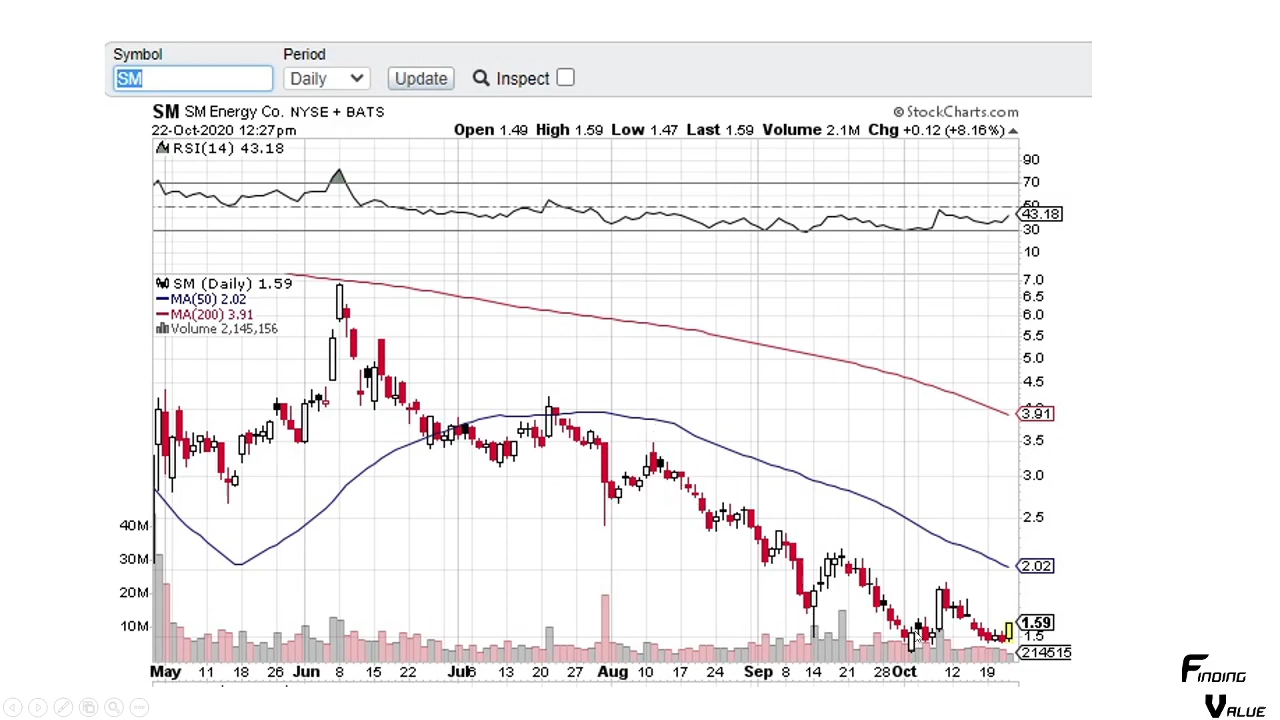 Symbol Period
SM Daily Update Inspect
SM SM Energy Co. NYSE + BATS © StockCharts.com
22-Oct-2020 12:27pm Open 1.49 High 1.59 Low 1.47 Last 1.59 Volume 2.1M Chg +0.12 (+8.16%)
RSI(14) 43.18
90
70
50
43.18
30
10
SM (Daily) 1.59
MA(50) 2.02
MA(200) 3.91
Volume 2,145,156
7.0
6.5
6.0
5.5
5.0
4.5
3.91
3.5
3.0
2.5
2.02
1.59
1.5
214515
40M
30M
20M
10M
May 11 18 26 Jun 8 15 22 Jul 6 13 20 27 Aug 10 17 24 Sep 8 14 21 28 Oct 12 19
Finding
Value